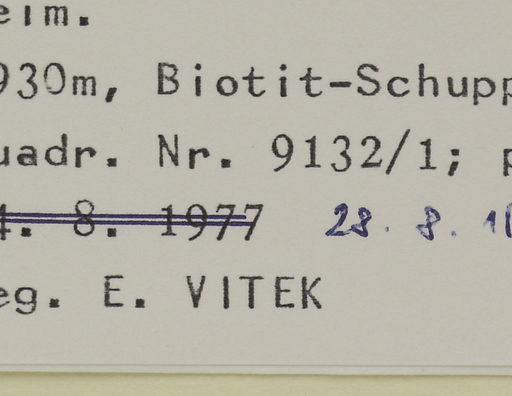 eim.
930m, Biotit-Schupp
uadr. Nr. 9132/1; p
4. 8. 1977 28. 8. 1
eg. E. VITEK